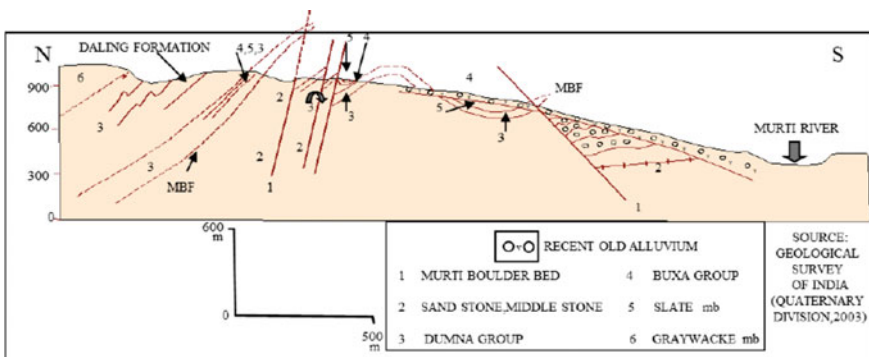 N
S
DALING FORMATION
4,5,3
5
4
6
900
600
300
0
3
3
MBF
2
3
2
2
1
3
3
4
5
3
MBF
2
1
MURTI RIVER
600
m
0
500
m
RECENT OLD ALLUVIUM
1 MURTI BOULDER BED
4 BUXA GROUP
2 SAND STONE,MIDDLE STONE
5 SLATE mb
3 DUMNA GROUP
6 GRAYWACKE mb
SOURCE:
GEOLOGICAL
SURVEY
OF INDIA
(QUATERNARY
DIVISION,2003)